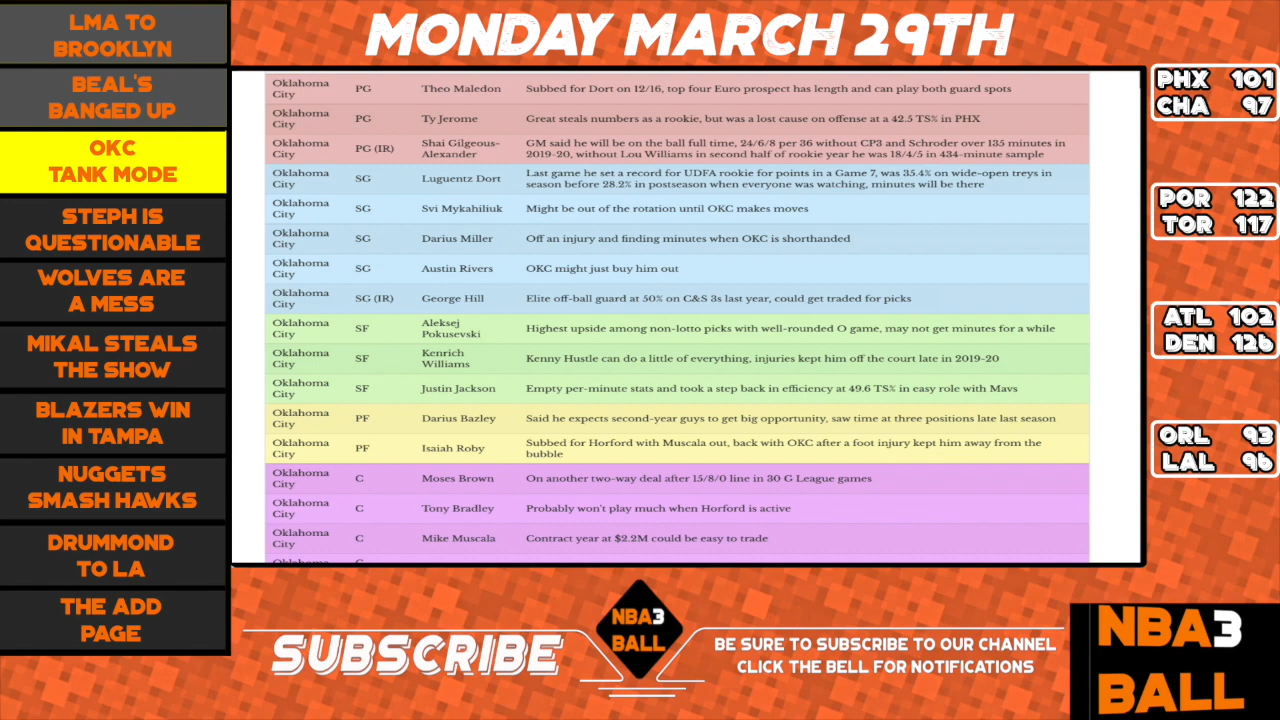 LMA TO
BROOKLYN
BEAL'S
BANGED UP
OKC
TANK MODE
STEPH IS
QUESTIONABLE
WOLVES ARE
A MESS
MIKAL STEALS
THE SHOW
BLAZERS WIN
IN TAMPA
NUGGETS
SMASH HAWKS
DRUMMOND
TO LA
THE ADD
PAGE
MONDAY MARCH 29TH
Oklahoma City PG Theo Maledon Subbed for Dort on 12/16, top four Euro prospect has length and can play both guard spots
Oklahoma City PG Ty Jerome Great steals numbers as a rookie, but was a lost cause on offense at a 42.5 TS% in PHX
Oklahoma City PG (IR) Shai Gilgeous-Alexander GM said he will be on the ball full time, 24/6/8 per 36 without CP3 and Schroder over 135 minutes in
2019-20, without Lou Williams in second half of rookie year he was 18/4/5 in 434-minute sample
Oklahoma City SG Luguentz Dort Last game he set a record for UDFA rookie for points in a Game 7, was 35.4% on wide-open treys in
season before 28.2% in postseason when everyone was watching, minutes will be there
Oklahoma City SG Svi Mykahiliuk Might be out of the rotation until OKC makes moves
Oklahoma City SG Darius Miller Off an injury and finding minutes when OKC is shorthanded
Oklahoma City SG Austin Rivers OKC might just buy him out
Oklahoma City SG (IR) George Hill Elite off-ball guard at 50% on C&S 3s last year, could get traded for picks
Oklahoma City SF Aleksej Pokusevski Highest upside among non-lotto picks with well-rounded O game, may not get minutes for a while
Oklahoma City SF Kenrich Williams Kenny Hustle can do a little of everything, injuries kept him off the court late in 2019-20
Oklahoma City SF Justin Jackson Empty per-minute stats and took a step back in efficiency at 49.6 TS% in easy role with Mavs
Oklahoma City PF Darius Bazley Said he expects second-year guys to get big opportunity, saw time at three positions late last season
Oklahoma City PF Isaiah Roby Subbed for Horford with Muscala out, back with OKC after a foot injury kept him away from the
bubble
Oklahoma City C Moses Brown On another two-way deal after 15/8/0 line in 30 G League games
Oklahoma City C Tony Bradley Probably won't play much when Horford is active
Oklahoma City C Mike Muscala Contract year at $2.2M could be easy to trade
PHX 101
CHA 97
POR 122
TOR 117
ATL 102
DEN 126
ORL 93
LAL 96
SUBSCRIBE
NBA3
BALL
BE SURE TO SUBSCRIBE TO OUR CHANNEL
CLICK THE BELL FOR NOTIFICATIONS
NBA3
BALL